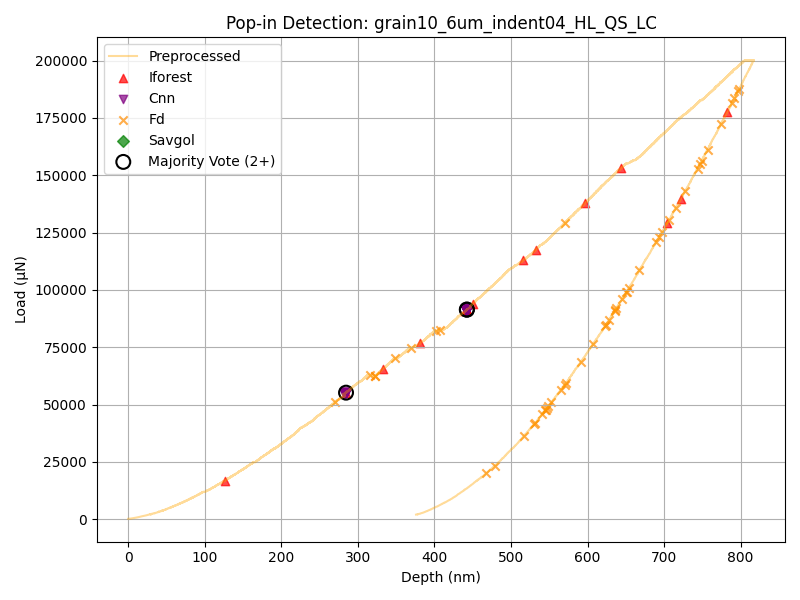 Pop-in Detection: grain10_6um_indent04_HL_QS_LC
Preprocessed
Iforest
Cnn
Fd
Savgol
Majority Vote (2+)
200000
175000
150000
125000
100000
75000
50000
25000
0
Load (μN)
0 100 200 300 400 500 600 700 800
Depth (nm)